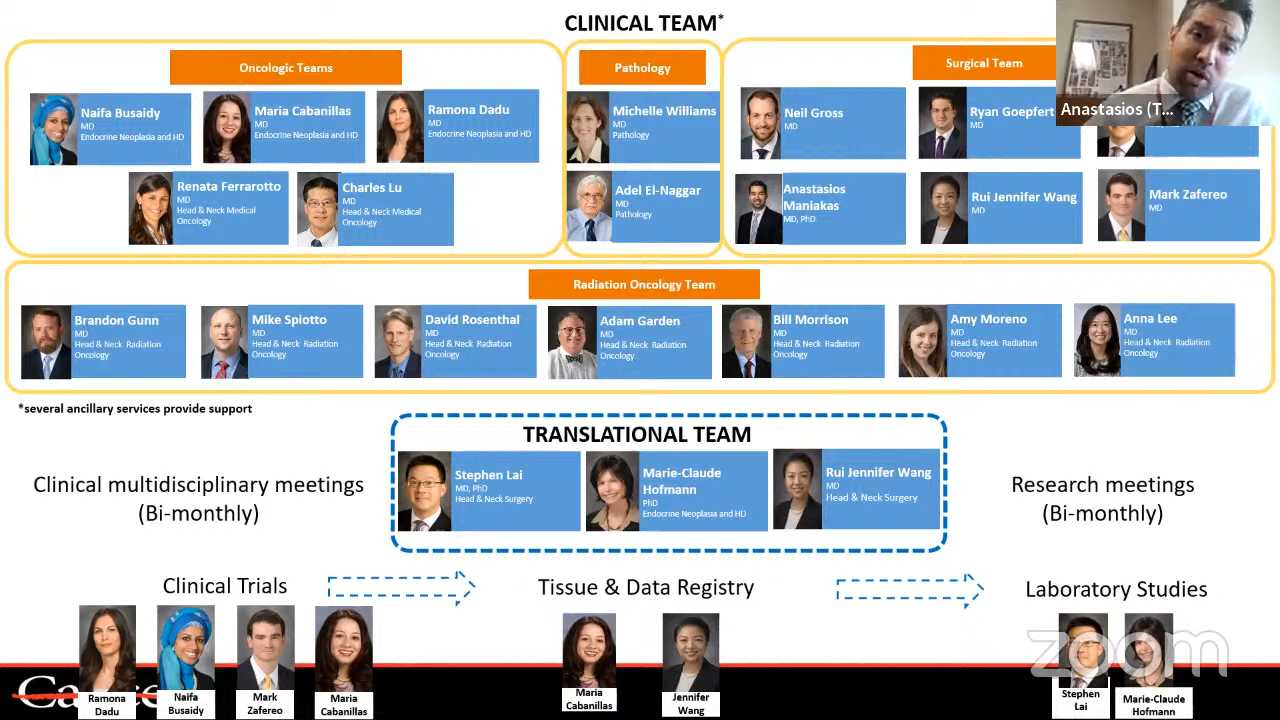 CLINICAL TEAM*
Oncologic Teams
Naifa Busaidy
MD
Endocrine Neoplasia and HD
Maria Cabanillas
MD
Endocrine Neoplasia and HD
Ramona Dadu
MD
Endocrine Neoplasia and HD
Renata Ferrarotto
MD
Head & Neck Medical
Oncology
Charles Lu
MD
Head & Neck Medical
Oncology
Pathology
Michelle Williams
MD
Pathology
Adel El-Naggar
MD
Pathology
Surgical Team
Neil Gross
MD
Ryan Goepfert
MD
Anastasios (T...
Anastasios
Maniakas
MD, PhD
Rui Jennifer Wang
MD
Mark Zafereo
MD
Radiation Oncology Team
Brandon Gunn
MD
Head & Neck Radiation
Oncology
Mike Spiotto
MD
Head & Neck Radiation
Oncology
David Rosenthal
MD
Head & Neck Radiation
Oncology
Adam Garden
MD
Head & Neck Radiation
Oncology
Bill Morrison
MD
Head & Neck Radiation
Oncology
Amy Moreno
MD
Head & Neck Radiation
Oncology
Anna Lee
MD
Head & Neck Radiation
Oncology
*several ancillary services provide support
TRANSLATIONAL TEAM
Stephen Lai
MD, PhD
Head & Neck Surgery
Marie-Claude
Hofmann
PhD
Endocrine Neoplasia and HD
Rui Jennifer Wang
MD
Head & Neck Surgery
Clinical multidisciplinary meetings
(Bi-monthly)
Research meetings
(Bi-monthly)
Clinical Trials
Tissue & Data Registry
Laboratory Studies
Ramona
Dadu
Naifa
Busaidy
Mark
Zafereo
Maria
Cabanillas
Maria
Cabanillas
Jennifer
Wang
Stephen
Lai
Marie-Claude
Hofmann
zoom